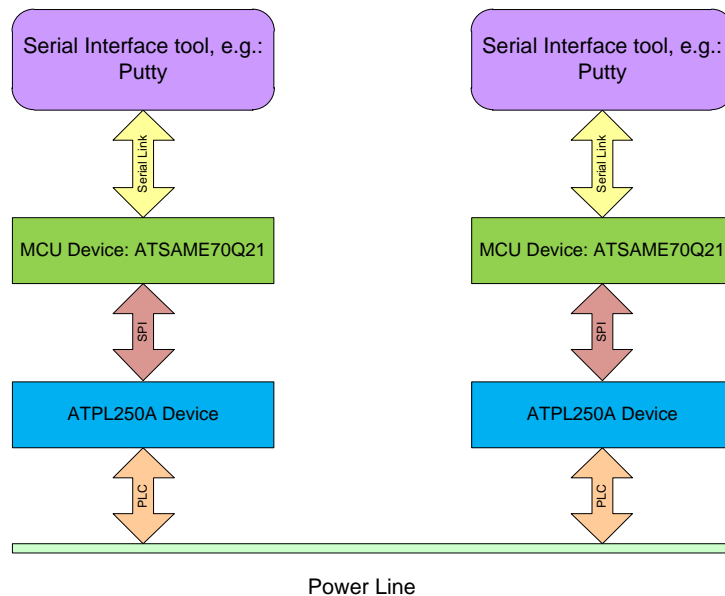 Serial Interface tool, e.g.:
Putty
Serial Link
MCU Device: ATSAME70Q21
SPI
ATPL250A Device
PLC
Serial Interface tool, e.g.:
Putty
Serial Link
MCU Device: ATSAME70Q21
SPI
ATPL250A Device
PLC
Power Line